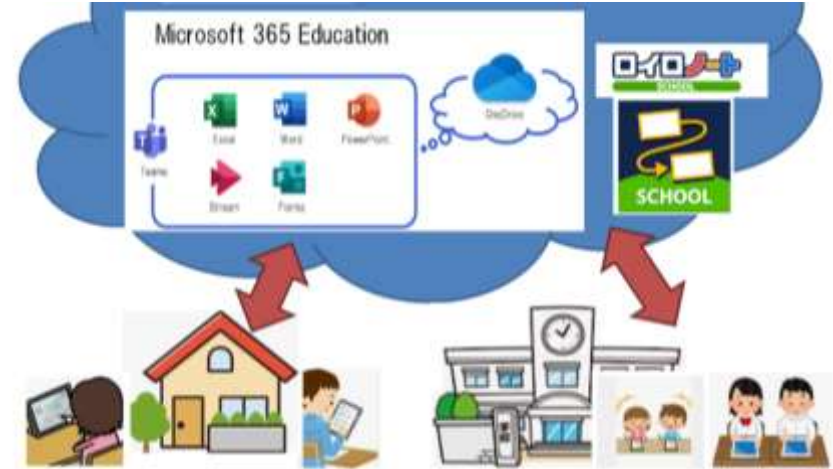 Microsoft 365 Education
ロイロノート
SCHOOL
OneDrive
Excel
Word
PowerPoint
Teams
Stream
Forms
SCHOOL